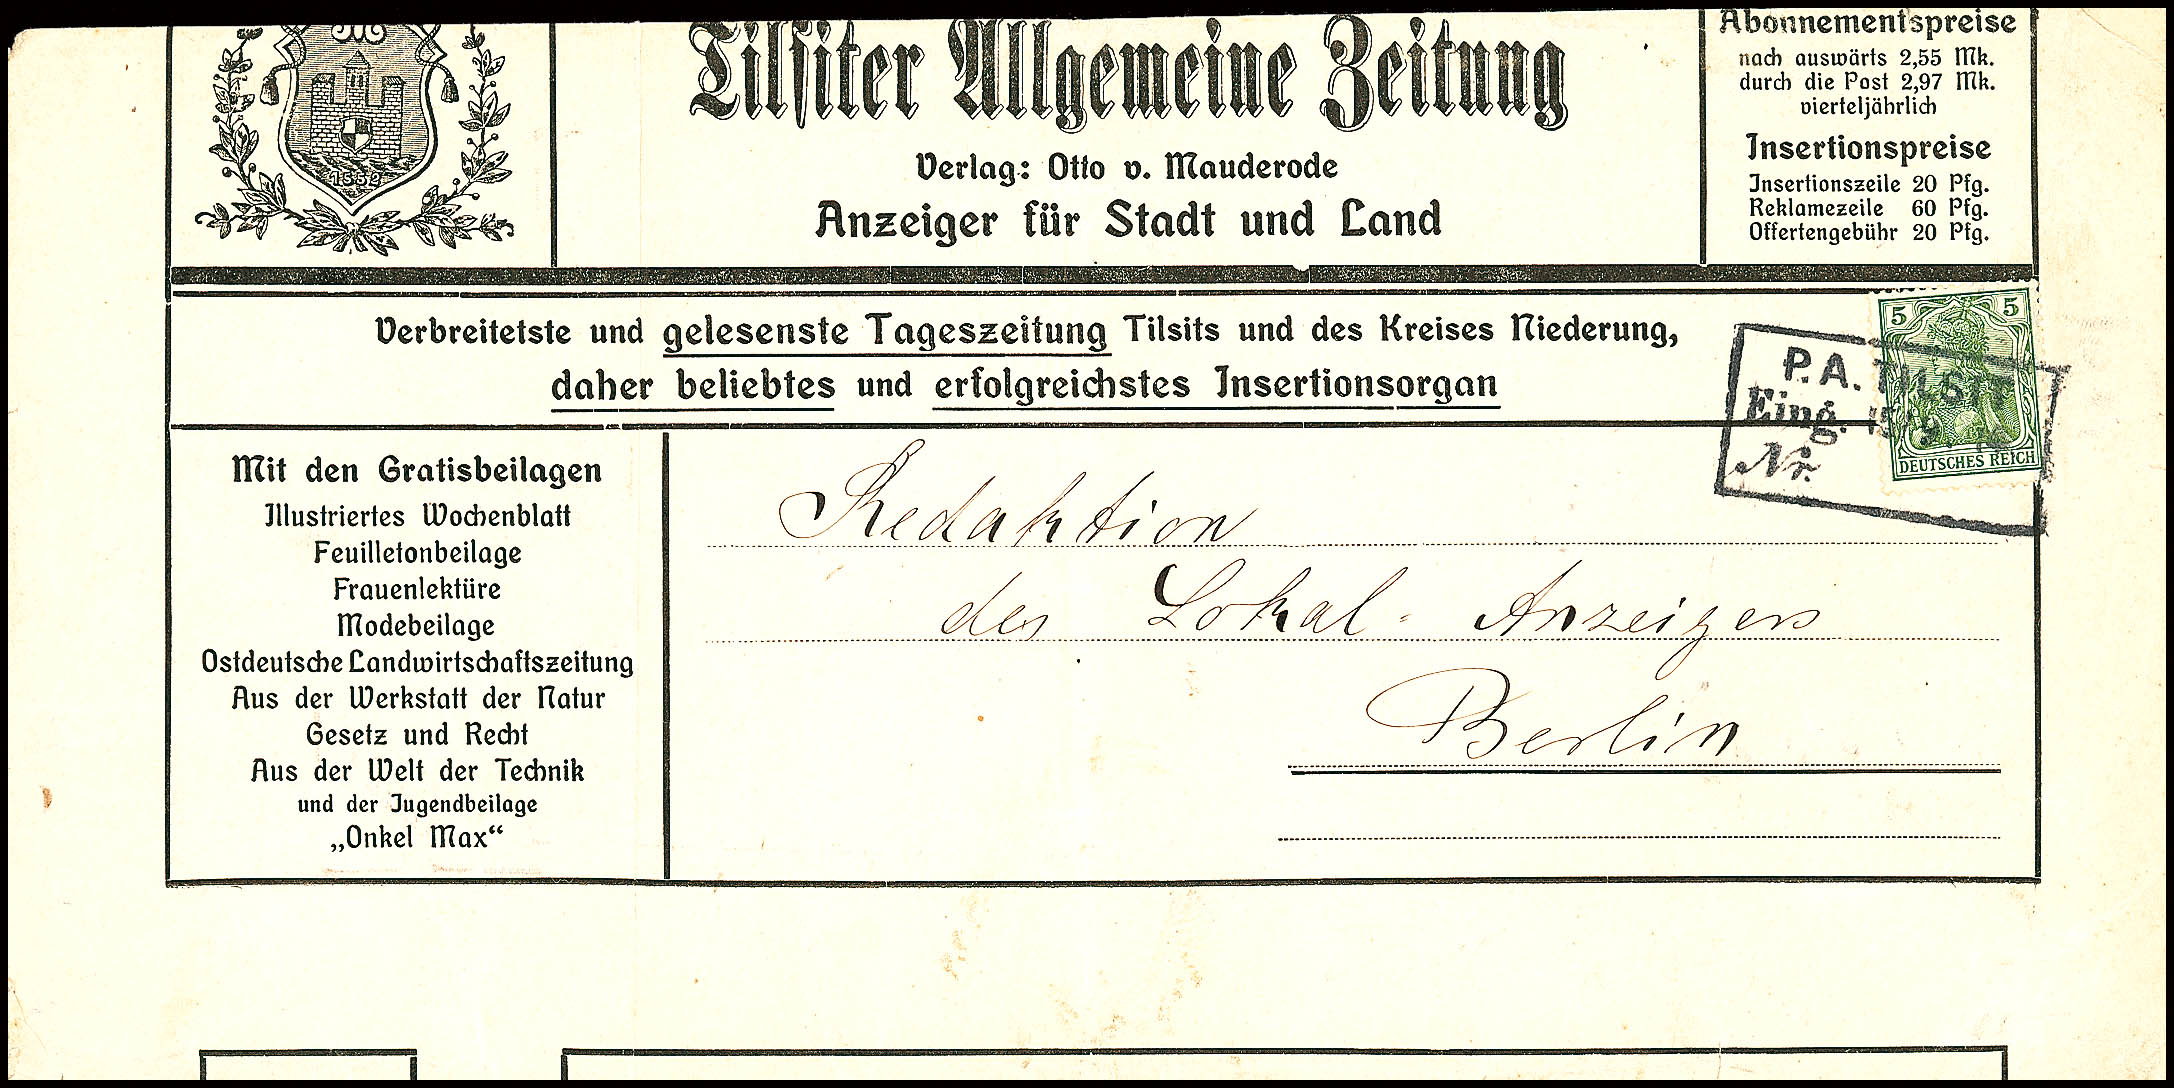 1552
Tilsiter Allgemeine Zeitung
Verlag: Otto v. Mauderode
Anzeiger für Stadt und Land
Abonnementspreise
nach auswärts 2,55 Mk.
durch die Post 2,97 Mk.
vierteljährlich
Insertionspreise
Insertionszeile 20 Pfg.
Reklamezeile 60 Pfg.
Offertengebühr 20 Pfg.
Verbreitetste und gelesenste Tageszeitung Tilsits und des Kreises Niederung,
daher beliebtes und erfolgreichstes Insertionsorgan
5 5
DEUTSCHES REICH
P.A. TILSIT
Eing.
Nr.
Mit den Gratisbeilagen
Illustriertes Wochenblatt
Feuilletonbeilage
Frauenlektüre
Modebeilage
Ostdeutsche Landwirtschaftszeitung
Aus der Werkstatt der Natur
Gesetz und Recht
Aus der Welt der Technik
und der Jugendbeilage
„Onkel Max“
Redaktion
des Lokal-Anzeigers
Berlin